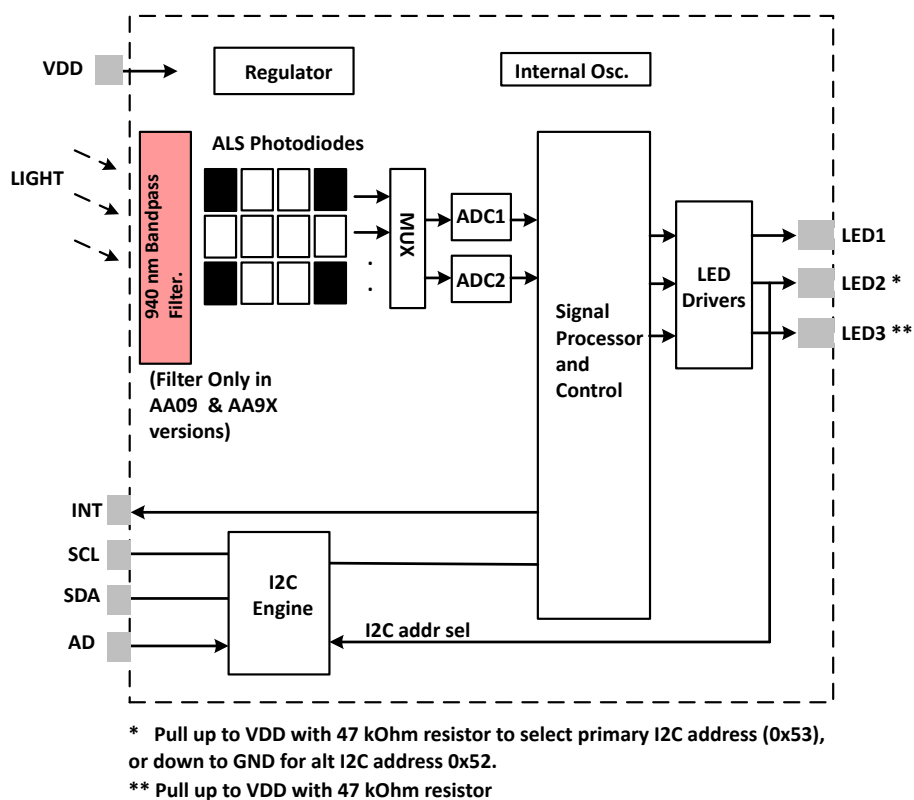 VDD
Regulator
Internal Osc.
ALS Photodiodes
LIGHT
940 nm Bandpass
Filter.
MUX
ADC1
ADC2
Signal
Processor
and
Control
LED
Drivers
LED1
LED2 *
LED3 **
(Filter Only in
AA09 & AA9X
versions)
INT
SCL
SDA
AD
I2C
Engine
I2C addr sel
* Pull up to VDD with 47 kOhm resistor to select primary I2C address (0x53),
or down to GND for alt I2C address 0x52.
** Pull up to VDD with 47 kOhm resistor